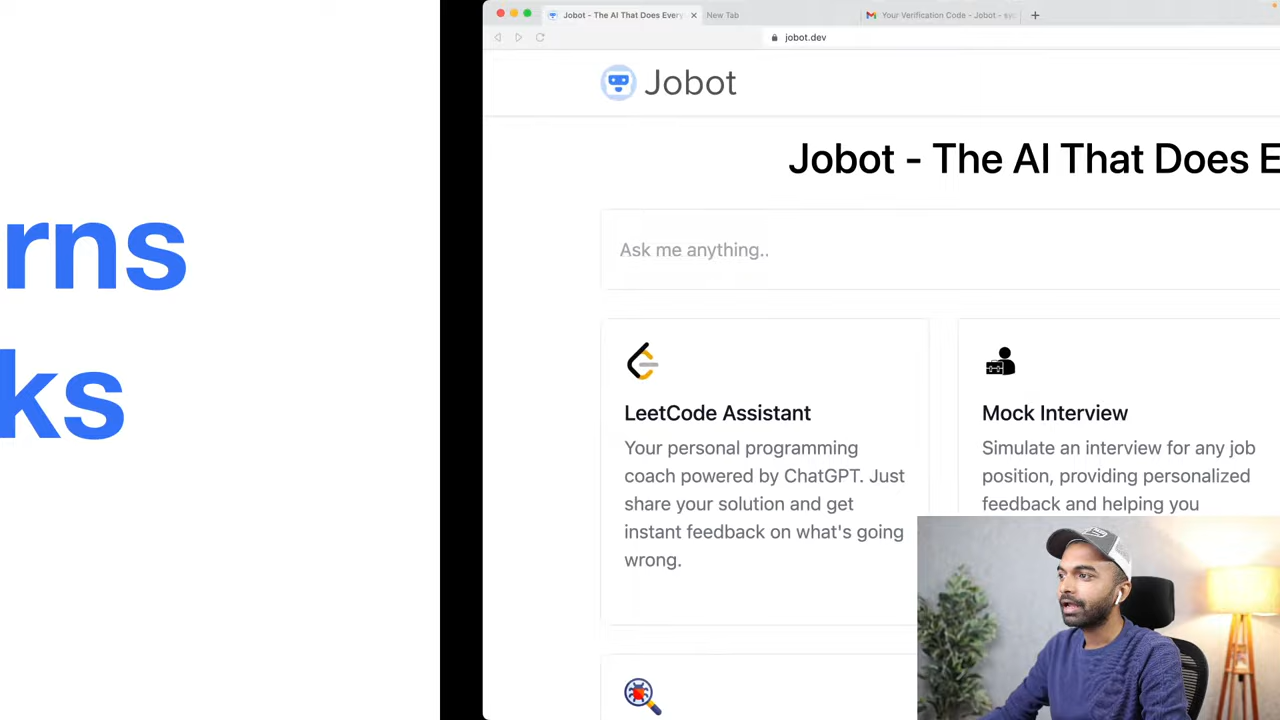 rns
ks
Jobot - The AI That Does Every
New Tab
Your Verification Code - Jobot - sy
jobot.dev
Jobot
Jobot - The AI That Does E
Ask me anything..
LeetCode Assistant
Your personal programming
coach powered by ChatGPT. Just
share your solution and get
instant feedback on what's going
wrong.
Mock Interview
Simulate an interview for any job
position, providing personalized
feedback and helping you